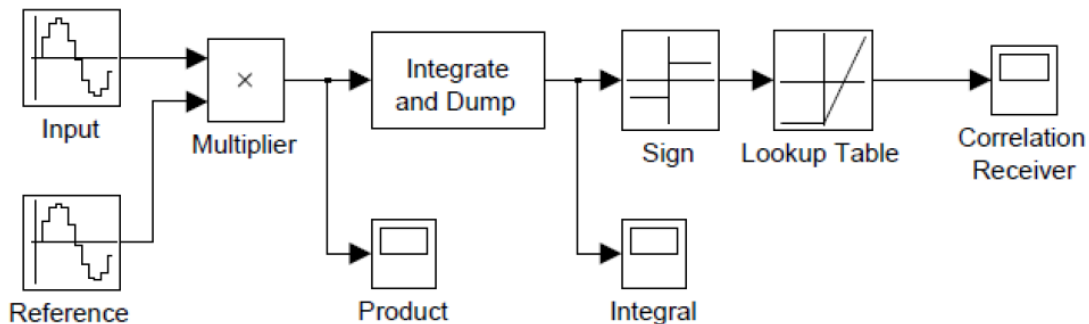 Input
Reference
×
Multiplier
Product
Integrate
and Dump
Integral
Sign
Lookup Table
Correlation
Receiver